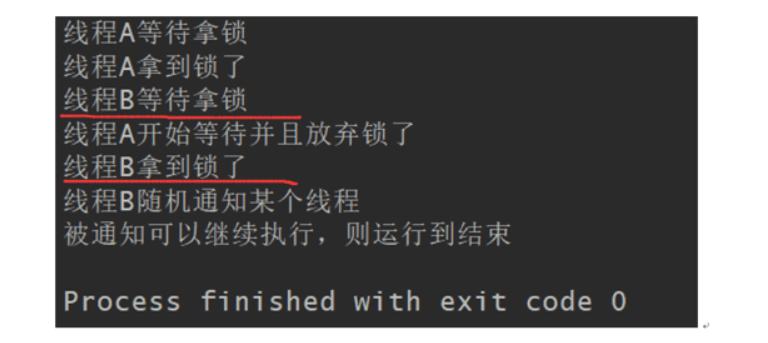 线程A等待拿锁
线程A拿到锁了
线程B等待拿锁
线程A开始等待并且放弃锁了
线程B拿到锁了
线程B随机通知某个线程
被通知可以继续执行，则运行到结束
Process finished with exit code 0